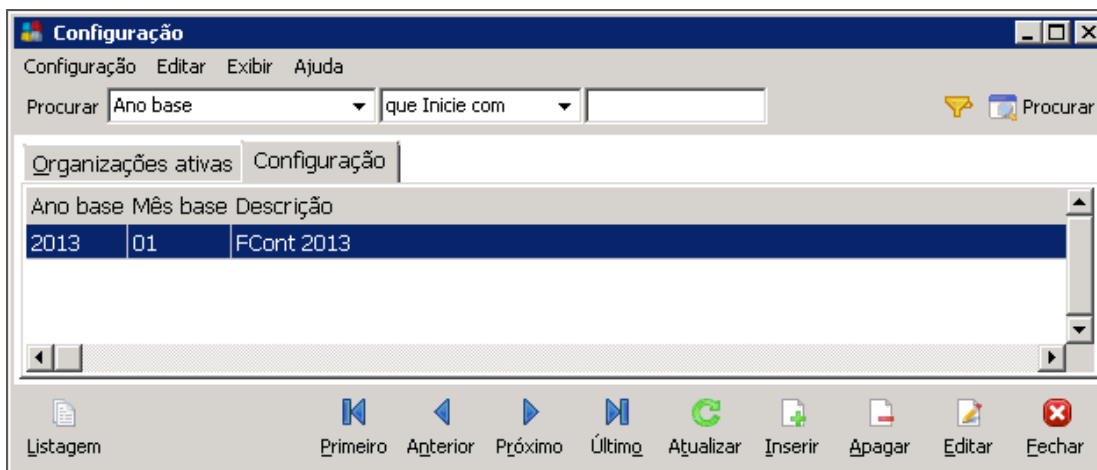 Configuração
Configuração Editar Exibir Ajuda
Procurar Ano base que Inicie com Procurar
Organizações ativas Configuração
Ano base Mês base Descrição
2013 01 FCont 2013
Listagem Primeiro Anterior Próximo Último Atualizar Inserir Apagar Editar Fechar